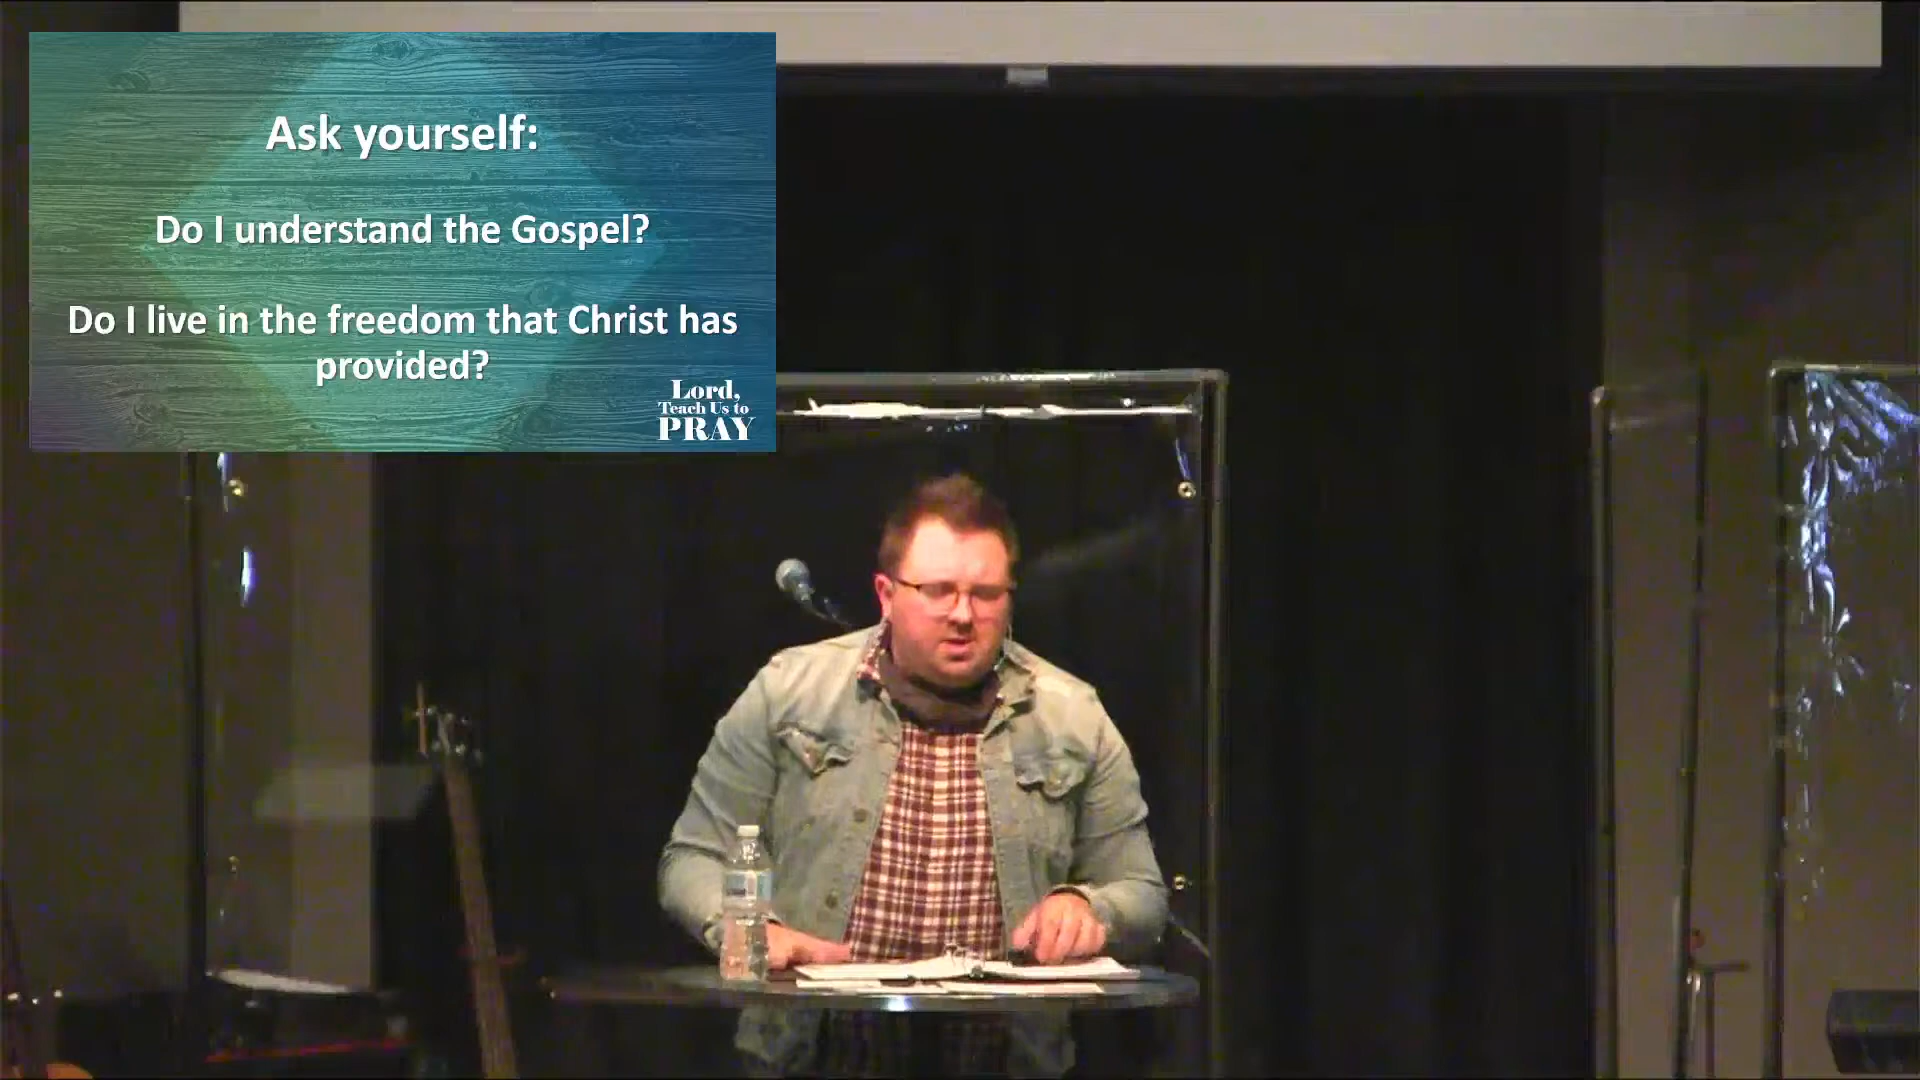 Ask yourself:
Do I understand the Gospel?
Do I live in the freedom that Christ has
provided?
Lord,
Teach Us to
PRAY